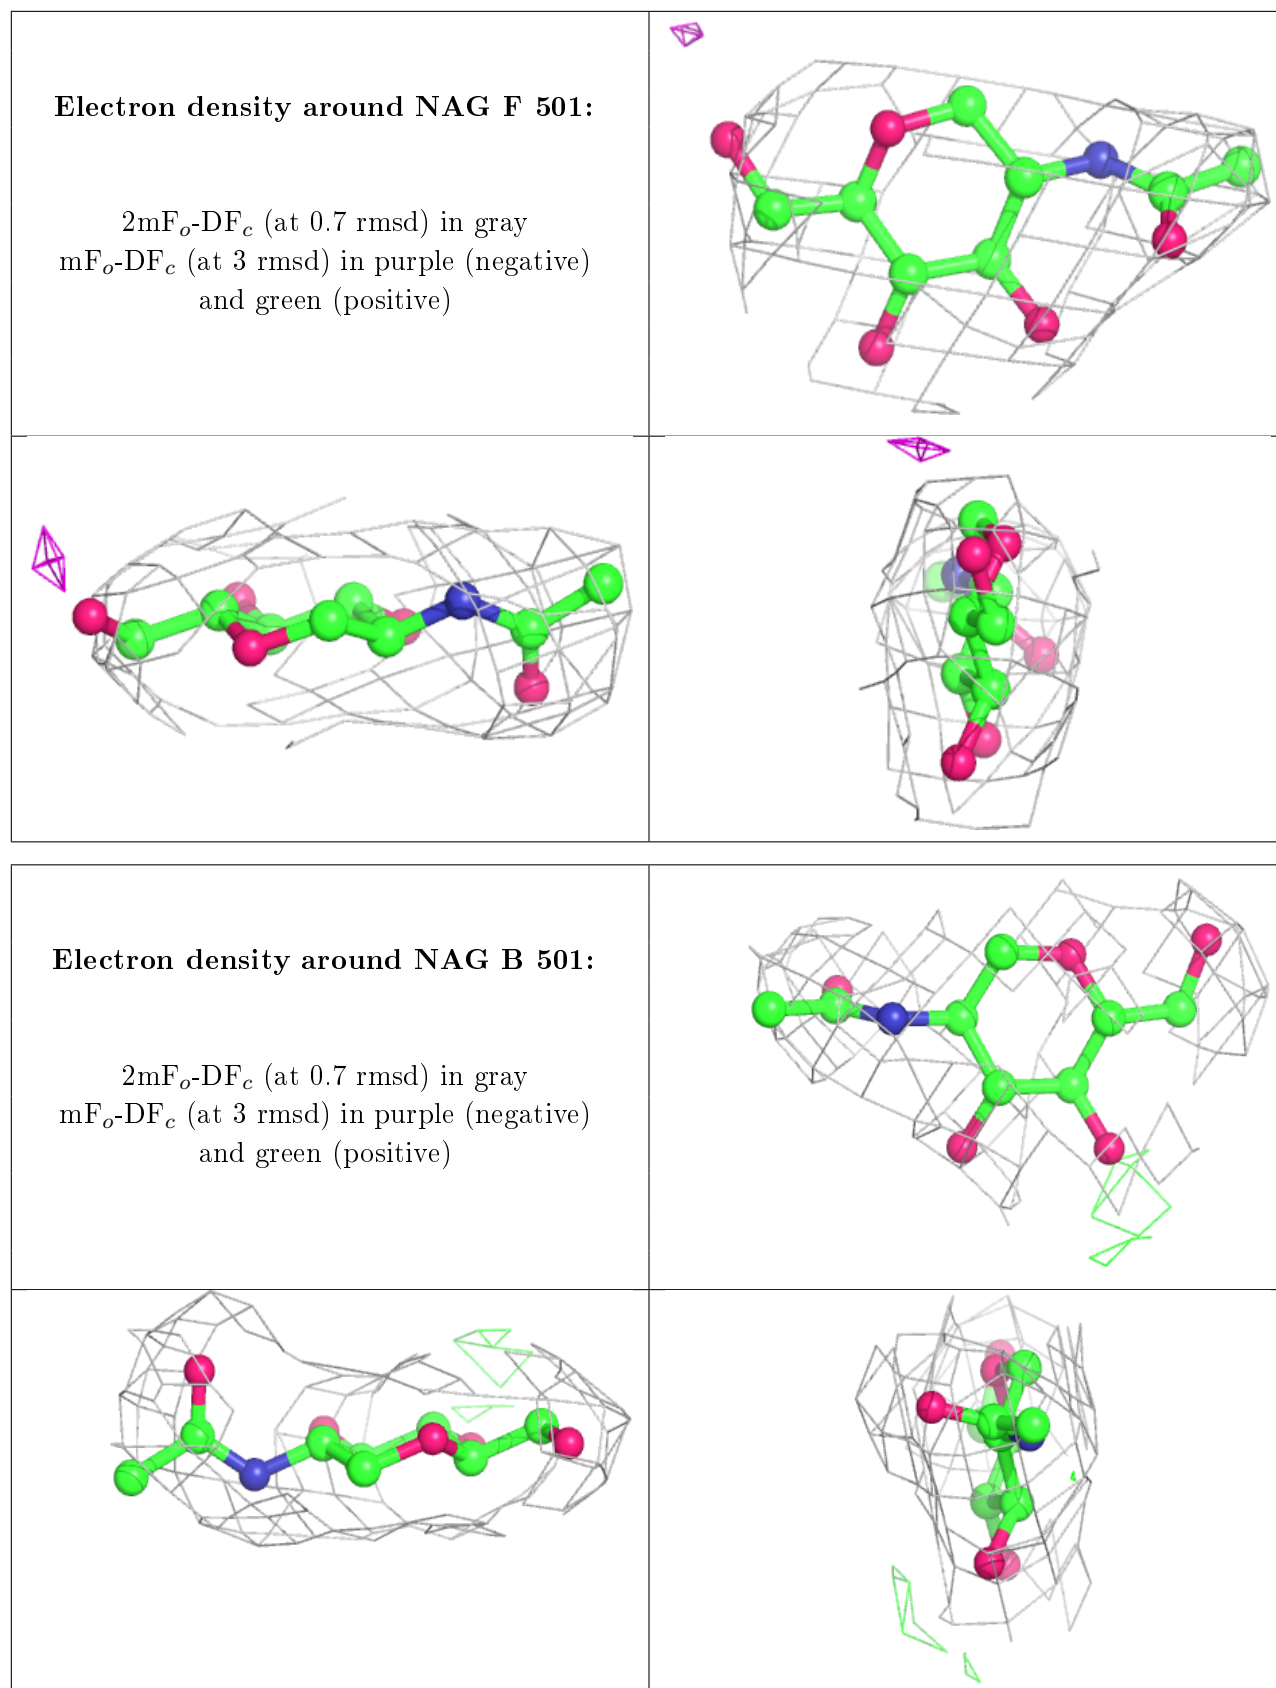 Electron density around NAG F 501:
2mFₒ-DF𝒸 (at 0.7 rmsd) in gray
mFₒ-DF𝒸 (at 3 rmsd) in purple (negative)
and green (positive)
Electron density around NAG B 501:
2mFₒ-DF𝒸 (at 0.7 rmsd) in gray
mFₒ-DF𝒸 (at 3 rmsd) in purple (negative)
and green (positive)